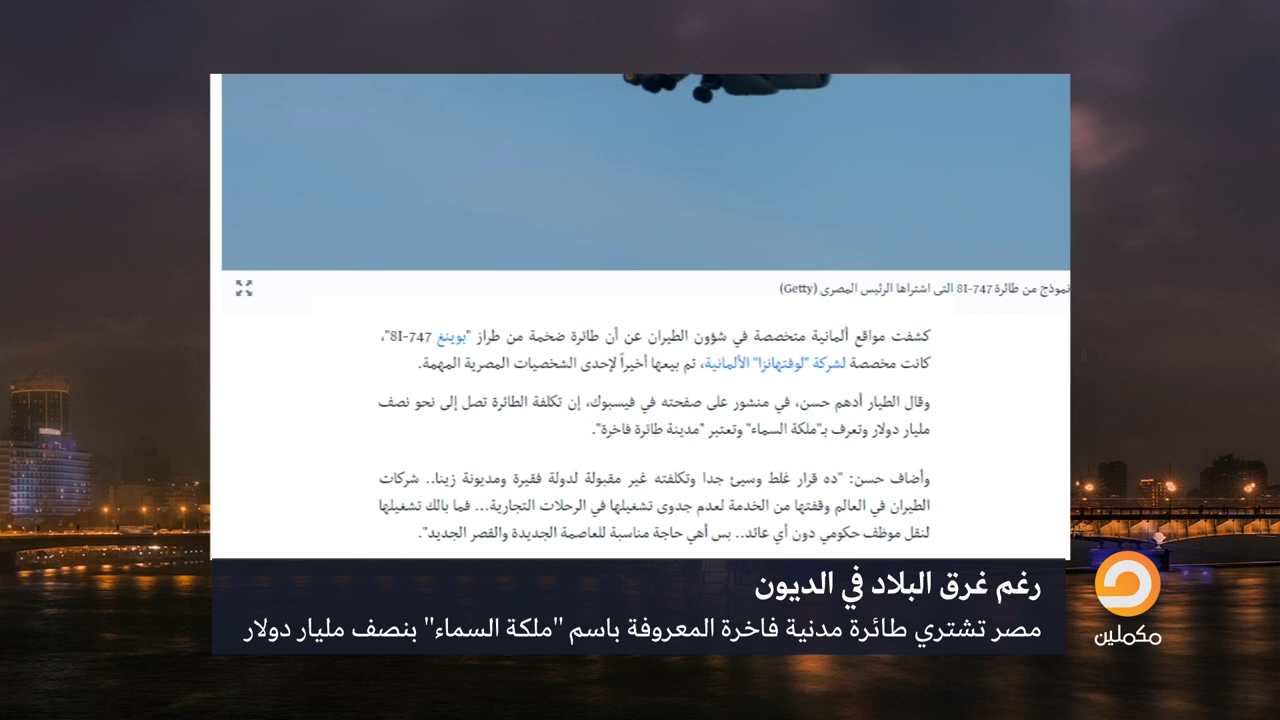 نموذج من طائرة 747-8I التى اشتراها الرئيس المصرى (Getty)
كشفت مواقع ألمانية متخصصة في شؤون الطيران عن أن طائرة ضخمة من طراز "بوينغ 747-8I"،
كانت مخصصة لشركة "لوفتهانزا" الألمانية، تم بيعها أخيراً لإحدى الشخصيات المصرية المهمة.
وقال الطيار أدهم حسن، في منشور على صفحته في فيسبوك، إن تكلفة الطائرة تصل إلى نحو نصف
مليار دولار وتعرف بـ"ملكة السماء" وتعتبر "مدينة طائرة فاخرة".
وأضاف حسن: "ده قرار غلط وسيئ جدا وتكلفته غير مقبولة لدولة فقيرة ومديونة زينا.. شركات
الطيران في العالم وقفتها من الخدمة لعدم جدوى تشغيلها في الرحلات التجارية... فما بالك تشغيلها
لنقل موظف حكومي دون أي عائد.. بس أهي حاجة مناسبة للعاصمة الجديدة والقصر الجديد".
رغم غرق البلاد في الديون
مصر تشتري طائرة مدنية فاخرة المعروفة باسم "ملكة السماء" بنصف مليار دولار
مكملين